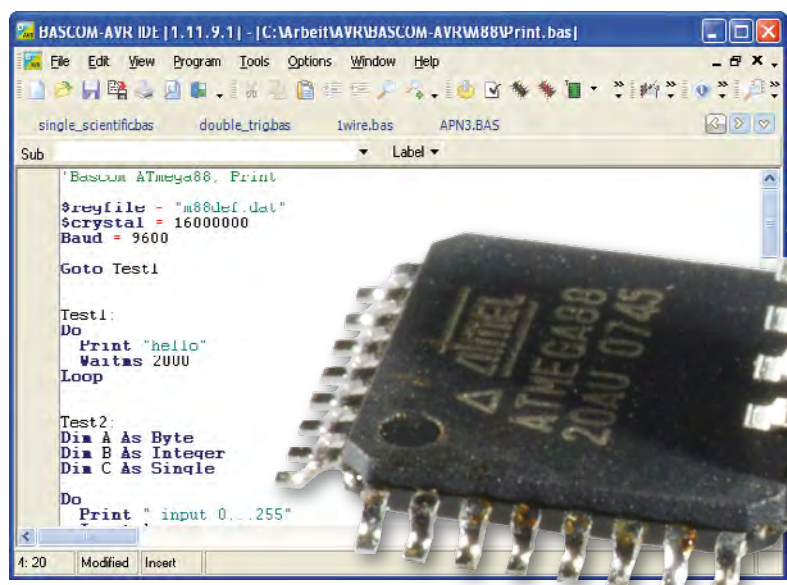 BASCOM-AVR IDE [1.11.9.1] - [C:\Arbeit\AVR\BASCOM-AVR\M88\Print.bas]
File Edit View Program Tools Options Window Help
single_scientific.bas double_trig.bas 1wire.bas APN3.BAS
Sub Label
'Bascom ATmega88, Print
$regfile = "m88def.dat"
$crystal = 16000000
Baud = 9600
Goto Test1
Test1:
Do
Print "hello"
Waitms 2000
Loop
Test2:
Dim A As Byte
Dim B As Integer
Dim C As Single
Do
Print " input 0...255"
4: 20 Modified Insert
ATMEL
ATMEGA88
20AU 0745